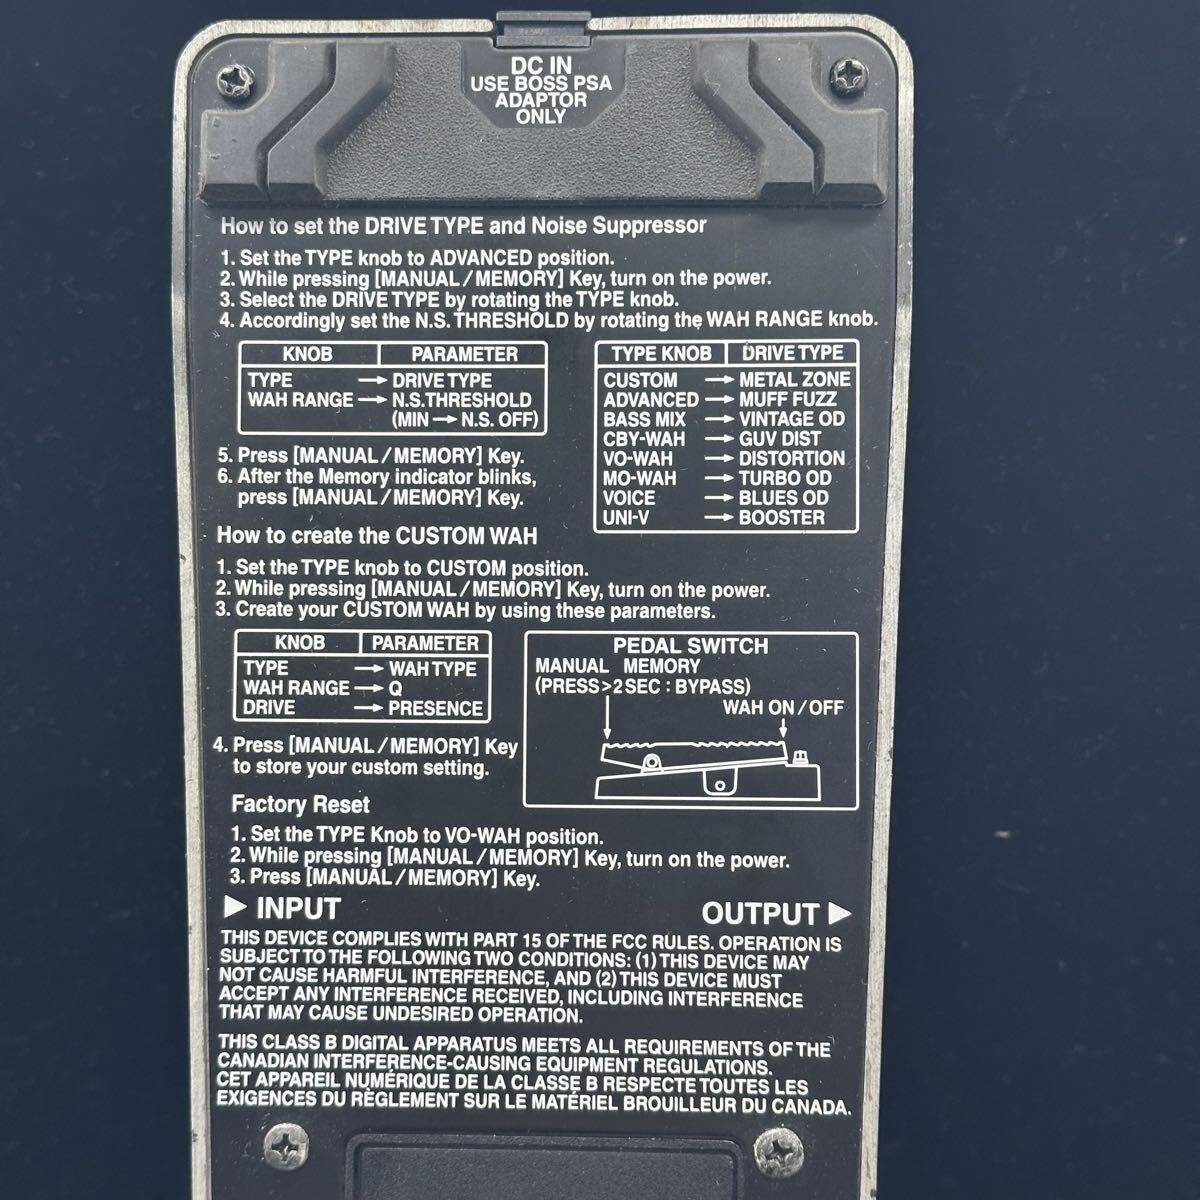 DC IN
USE BOSS PSA
ADAPTOR
ONLY
How to set the DRIVE TYPE and Noise Suppressor
1. Set the TYPE knob to ADVANCED position.
2. While pressing [MANUAL / MEMORY] Key, turn on the power.
3. Select the DRIVE TYPE by rotating the TYPE knob.
4. Accordingly set the N.S. THRESHOLD by rotating the WAH RANGE knob.
KNOB PARAMETER
TYPE → DRIVE TYPE
WAH RANGE → N.S. THRESHOLD
(MIN → N.S. OFF)
TYPE KNOB DRIVE TYPE
CUSTOM → METAL ZONE
ADVANCED → MUFF FUZZ
BASS MIX → VINTAGE OD
CBY-WAH → GUV DIST
VO-WAH → DISTORTION
MO-WAH → TURBO OD
VOICE → BLUES OD
UNI-V → BOOSTER
5. Press [MANUAL / MEMORY] Key.
6. After the Memory indicator blinks,
press [MANUAL / MEMORY] Key.
How to create the CUSTOM WAH
1. Set the TYPE knob to CUSTOM position.
2. While pressing [MANUAL / MEMORY] Key, turn on the power.
3. Create your CUSTOM WAH by using these parameters.
KNOB PARAMETER
TYPE → WAH TYPE
WAH RANGE → Q
DRIVE → PRESENCE
PEDAL SWITCH
MANUAL MEMORY
(PRESS>2 SEC : BYPASS)
WAH ON / OFF
4. Press [MANUAL / MEMORY] Key
to store your custom setting.
Factory Reset
1. Set the TYPE Knob to VO-WAH position.
2. While pressing [MANUAL / MEMORY] Key, turn on the power.
3. Press [MANUAL / MEMORY] Key.
▶ INPUT
OUTPUT ▶
THIS DEVICE COMPLIES WITH PART 15 OF THE FCC RULES. OPERATION IS
SUBJECT TO THE FOLLOWING TWO CONDITIONS: (1) THIS DEVICE MAY
NOT CAUSE HARMFUL INTERFERENCE, AND (2) THIS DEVICE MUST
ACCEPT ANY INTERFERENCE RECEIVED, INCLUDING INTERFERENCE
THAT MAY CAUSE UNDESIRED OPERATION.
THIS CLASS B DIGITAL APPARATUS MEETS ALL REQUIREMENTS OF THE
CANADIAN INTERFERENCE-CAUSING EQUIPMENT REGULATIONS.
CET APPAREIL NUMÉRIQUE DE LA CLASSE B RESPECTE TOUTES LES
EXIGENCES DU RÈGLEMENT SUR LE MATÉRIEL BROUILLEUR DU CANADA.